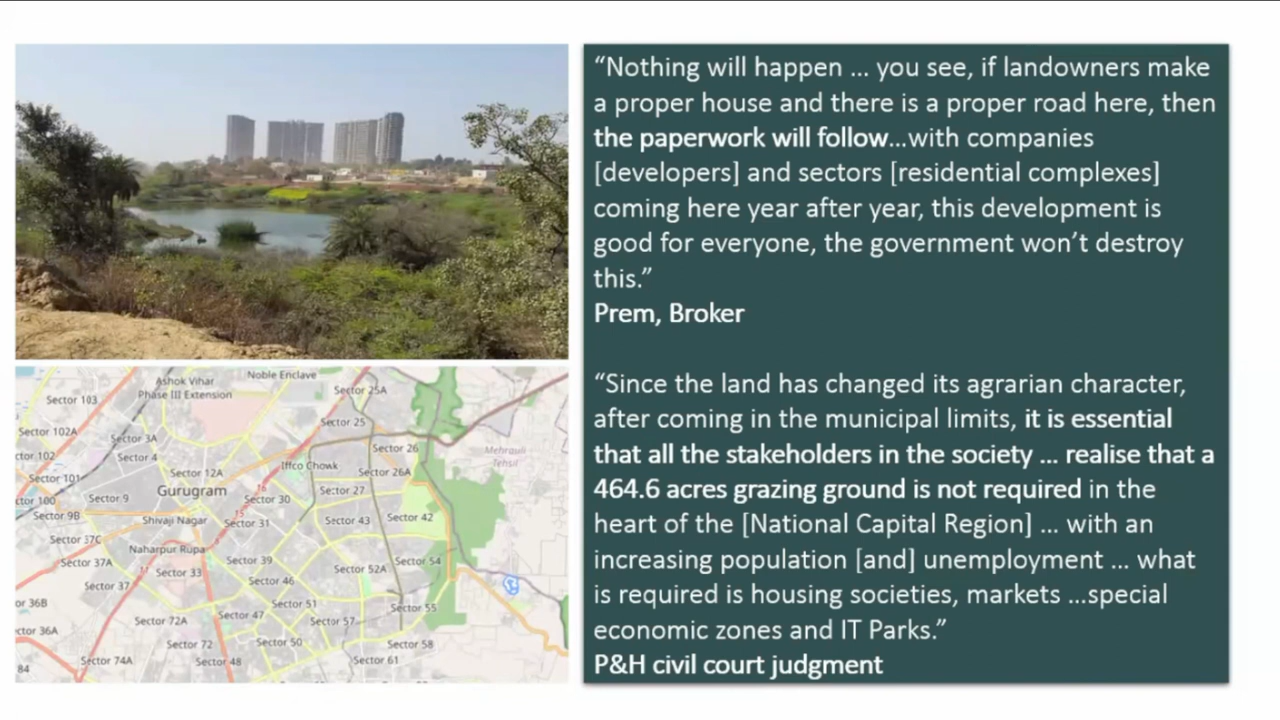 “Nothing will happen … you see, if landowners make
a proper house and there is a proper road here, then
the paperwork will follow…with companies
[developers] and sectors [residential complexes]
coming here year after year, this development is
good for everyone, the government won’t destroy
this.”
Prem, Broker
“Since the land has changed its agrarian character,
after coming in the municipal limits, it is essential
that all the stakeholders in the society … realise that a
464.6 acres grazing ground is not required in the
heart of the [National Capital Region] … with an
increasing population [and] unemployment … what
is required is housing societies, markets …special
economic zones and IT Parks.”
P&H civil court judgment
Noble Enclave
Ashok Vihar
Phase III Extension
Sector 25A
Sector 103
Sector 25
Sector 102A
Sector 3A
Sector 26
Mehrauli
Tehsil
ctor 102
Sector 4
Iffco Chowk
Sector 26A
Sector 101
Sector 12A
Sector 27
ctor 100
Sector 9
Gurugram
16
Sector 30
Sector 9B
Shivaji Nagar
Sector 31
Sector 43
Sector 42
Sector 37C
Naharpur Rupa
Sector 37A
Sector 39
Sector 52A
Sector 54
Sector 33
Sector 37
Sector 46
or 36B
Sector 51
Sector 55
Sector 72A
Sector 47
Sector 57
ctor 36A
Sector 72
Sector 50
Sector 58
84
Sector 74A
Sector 48
Sector 61